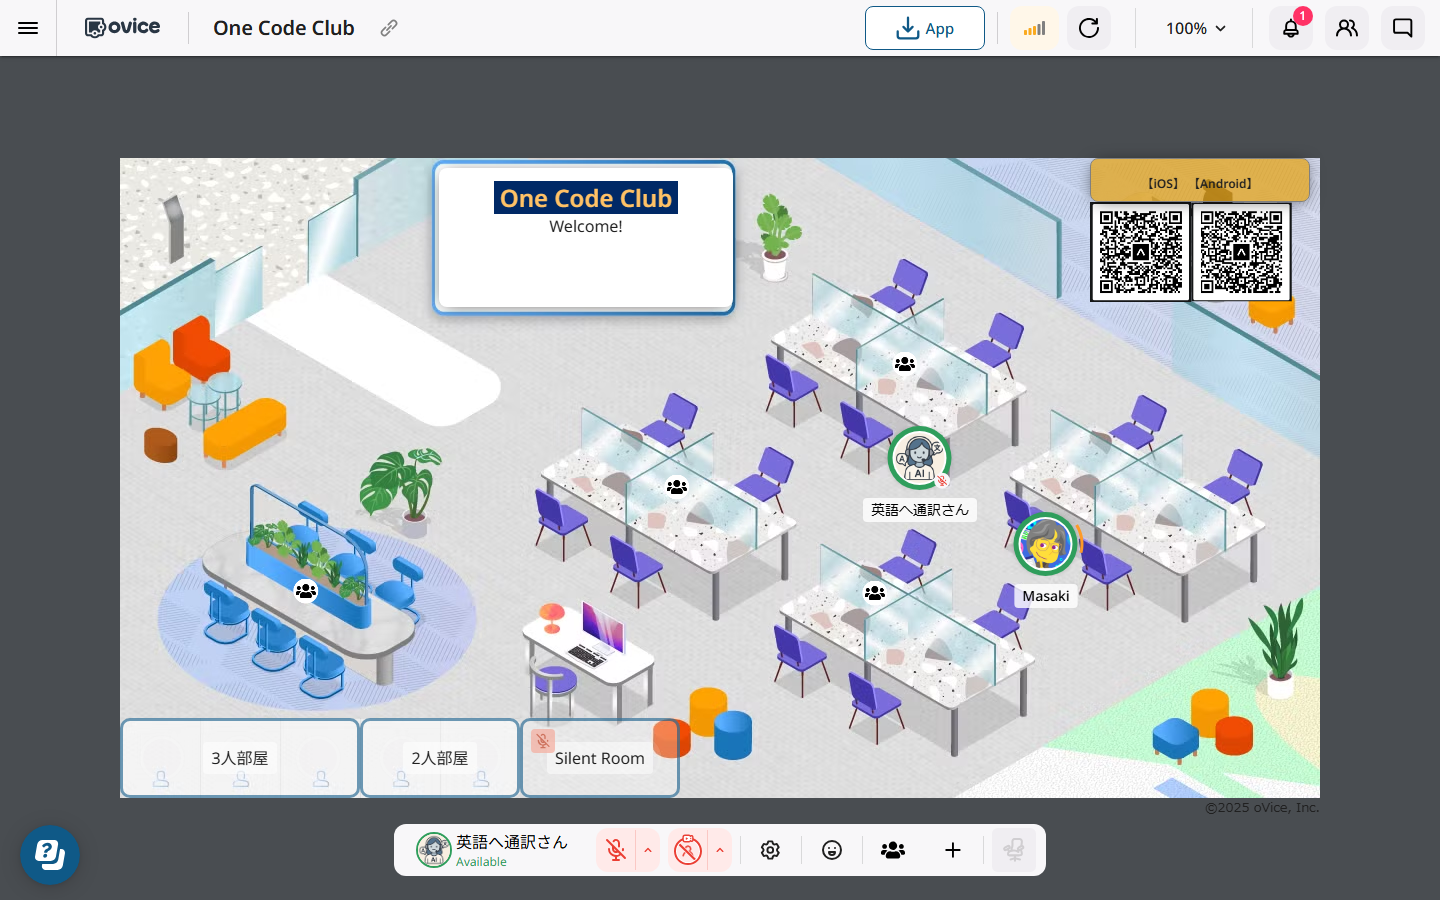 ovice
One Code Club
App
100%
1
One Code Club
Welcome!
【iOS】 【Android】
AI
英語へ通訳さん
Masaki
3人部屋
2人部屋
Silent Room
©2025 oVice, Inc.
AI
英語へ通訳さん
Available